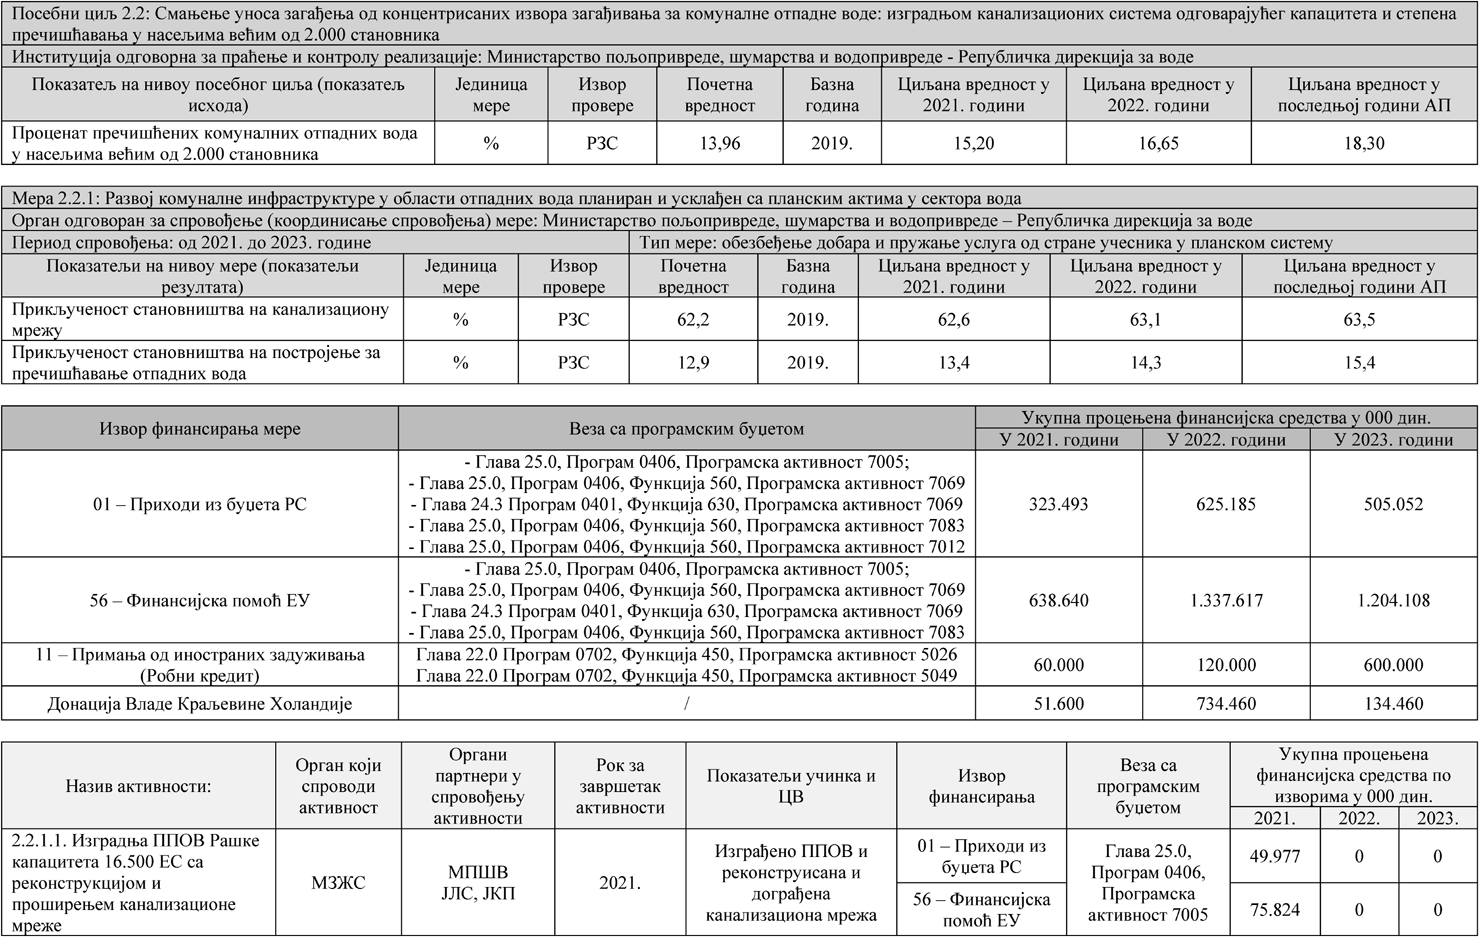 Посебни циљ 2.2: Смањење уноса загађења од концентрисаних извора загађивања за комуналне отпадне воде: изградњом канализационих система одговарајућег капацитета и степена
пречишћавања у насељима већим од 2.000 становника
Институција одговорна за праћење и контролу реализације: Министарство пољопривреде, шумарства и водопривреде - Републичка дирекција за воде
Показатељ на нивоу посебног циља (показатељ
исхода)
Јединица
мере
Извор
провере
Почетна
вредност
Базна
година
Циљана вредност у
2021. години
Циљана вредност у
2022. години
Циљана вредност у
последњој години АП
Проценат пречишћених комуналних отпадних вода
у насељима већим од 2.000 становника
%
РЗС
13,96
2019.
15,20
16,65
18,30
Мера 2.2.1: Развој комуналне инфраструктуре у области отпадних вода планиран и усклађен са планским актима у сектора вода
Орган одговоран за спровођење (координисање спровођења) мере: Министарство пољопривреде, шумарства и водопривреде – Републичка дирекција за воде
Период спровођења: од 2021. до 2023. године
Тип мере: обезбеђење добара и пружање услуга од стране учесника у планском систему
Показатељи на нивоу мере (показатељи
резултата)
Јединица
мере
Извор
провере
Почетна
вредност
Базна
година
Циљана вредност у
2021. години
Циљана вредност у
2022. години
Циљана вредност у
последњој години АП
Прикљученост становништва на канализациону
мрежу
%
РЗС
62,2
2019.
62,6
63,1
63,5
Прикљученост становништва на постројење за
пречишћавање отпадних вода
%
РЗС
12,9
2019.
13,4
14,3
15,4
Извор финансирања мере
Веза са програмским буџетом
Укупна процењена финансијска средства у 000 дин.
У 2021. години
У 2022. години
У 2023. години
01 – Приходи из буџета РС
- Глава 25.0, Програм 0406, Програмска активност 7005;
- Глава 25.0, Програм 0406, Функција 560, Програмска активност 7069
- Глава 24.3 Програм 0401, Функција 630, Програмска активност 7069
- Глава 25.0, Програм 0406, Функција 560, Програмска активност 7083
- Глава 25.0, Програм 0406, Функција 560, Програмска активност 7012
323.493
625.185
505.052
56 – Финансијска помоћ ЕУ
- Глава 25.0, Програм 0406, Програмска активност 7005;
- Глава 25.0, Програм 0406, Функција 560, Програмска активност 7069
- Глава 24.3 Програм 0401, Функција 630, Програмска активност 7069
- Глава 25.0, Програм 0406, Функција 560, Програмска активност 7083
638.640
1.337.617
1.204.108
11 – Примања од иностраних задуживања
(Робни кредит)
Глава 22.0 Програм 0702, Функција 450, Програмска активност 5026
Глава 22.0 Програм 0702, Функција 450, Програмска активност 5049
60.000
120.000
600.000
Донација Владе Краљевине Холандије
/
51.600
734.460
134.460
Назив активности:
Орган који
спроводи
активност
Органи
партнери у
спровођењу
активности
Рок за
завршетак
активности
Показатељи учинка и
ЦВ
Извор
финансирања
Веза са
програмским
буџетом
Укупна процењена
финансијска средства по
изворима у 000 дин.
2021.
2022.
2023.
2.2.1.1. Изградња ППОВ Рашке
капацитета 16.500 ЕС са
реконструкцијом и
проширењем канализационе
мреже
МЗЖС
МПШВ
ЈЛС, ЈКП
2021.
Изграђено ППОВ и
реконструисана и
дограђена
канализациона мрежа
01 – Приходи из
буџета РС
56 – Финансијска
помоћ ЕУ
Глава 25.0,
Програм 0406,
Програмска
активност 7005
49.977
0
0
75.824
0
0